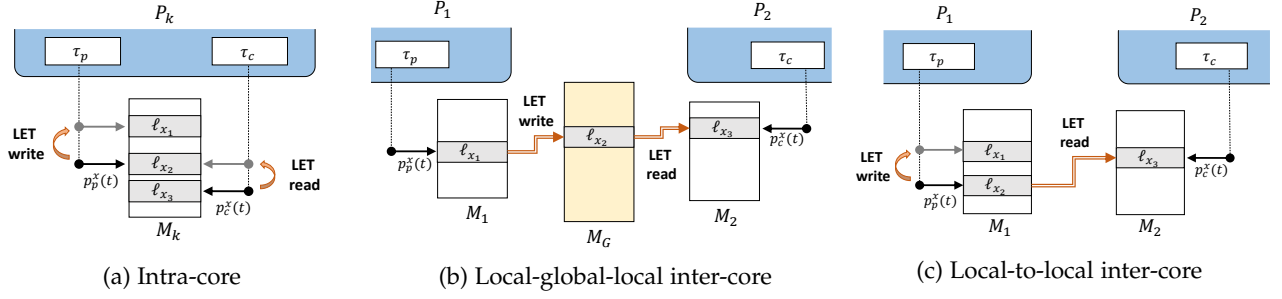 P_k
τ_p
τ_c
LET
write
ℓ_{x_1}
ℓ_{x_2}
ℓ_{x_3}
p_p^x(t)
p_c^x(t)
LET
read
M_k
(a) Intra-core
P_1
P_2
τ_p
τ_c
LET
write
ℓ_{x_1}
ℓ_{x_2}
ℓ_{x_3}
p_p^x(t)
p_c^x(t)
LET
read
M_1
M_G
M_2
(b) Local-global-local inter-core
P_1
P_2
τ_p
τ_c
LET
write
ℓ_{x_1}
ℓ_{x_2}
LET
read
ℓ_{x_3}
p_p^x(t)
p_c^x(t)
M_1
M_2
(c) Local-to-local inter-core